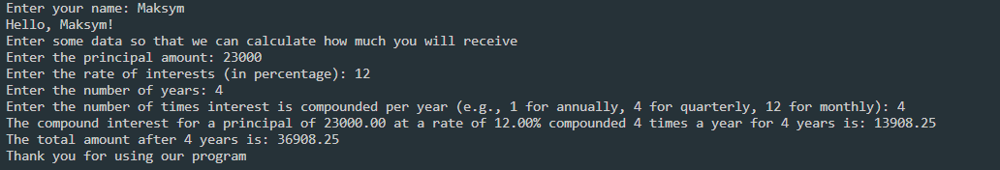 Enter your name: Maksym
Hello, Maksym!
Enter some data so that we can calculate how much you will receive
Enter the principal amount: 23000
Enter the rate of interests (in percentage): 12
Enter the number of years: 4
Enter the number of times interest is compounded per year (e.g., 1 for annually, 4 for quarterly, 12 for monthly): 4
The compound interest for a principal of 23000.00 at a rate of 12.00% compounded 4 times a year for 4 years is: 13908.25
The total amount after 4 years is: 36908.25
Thank you for using our program